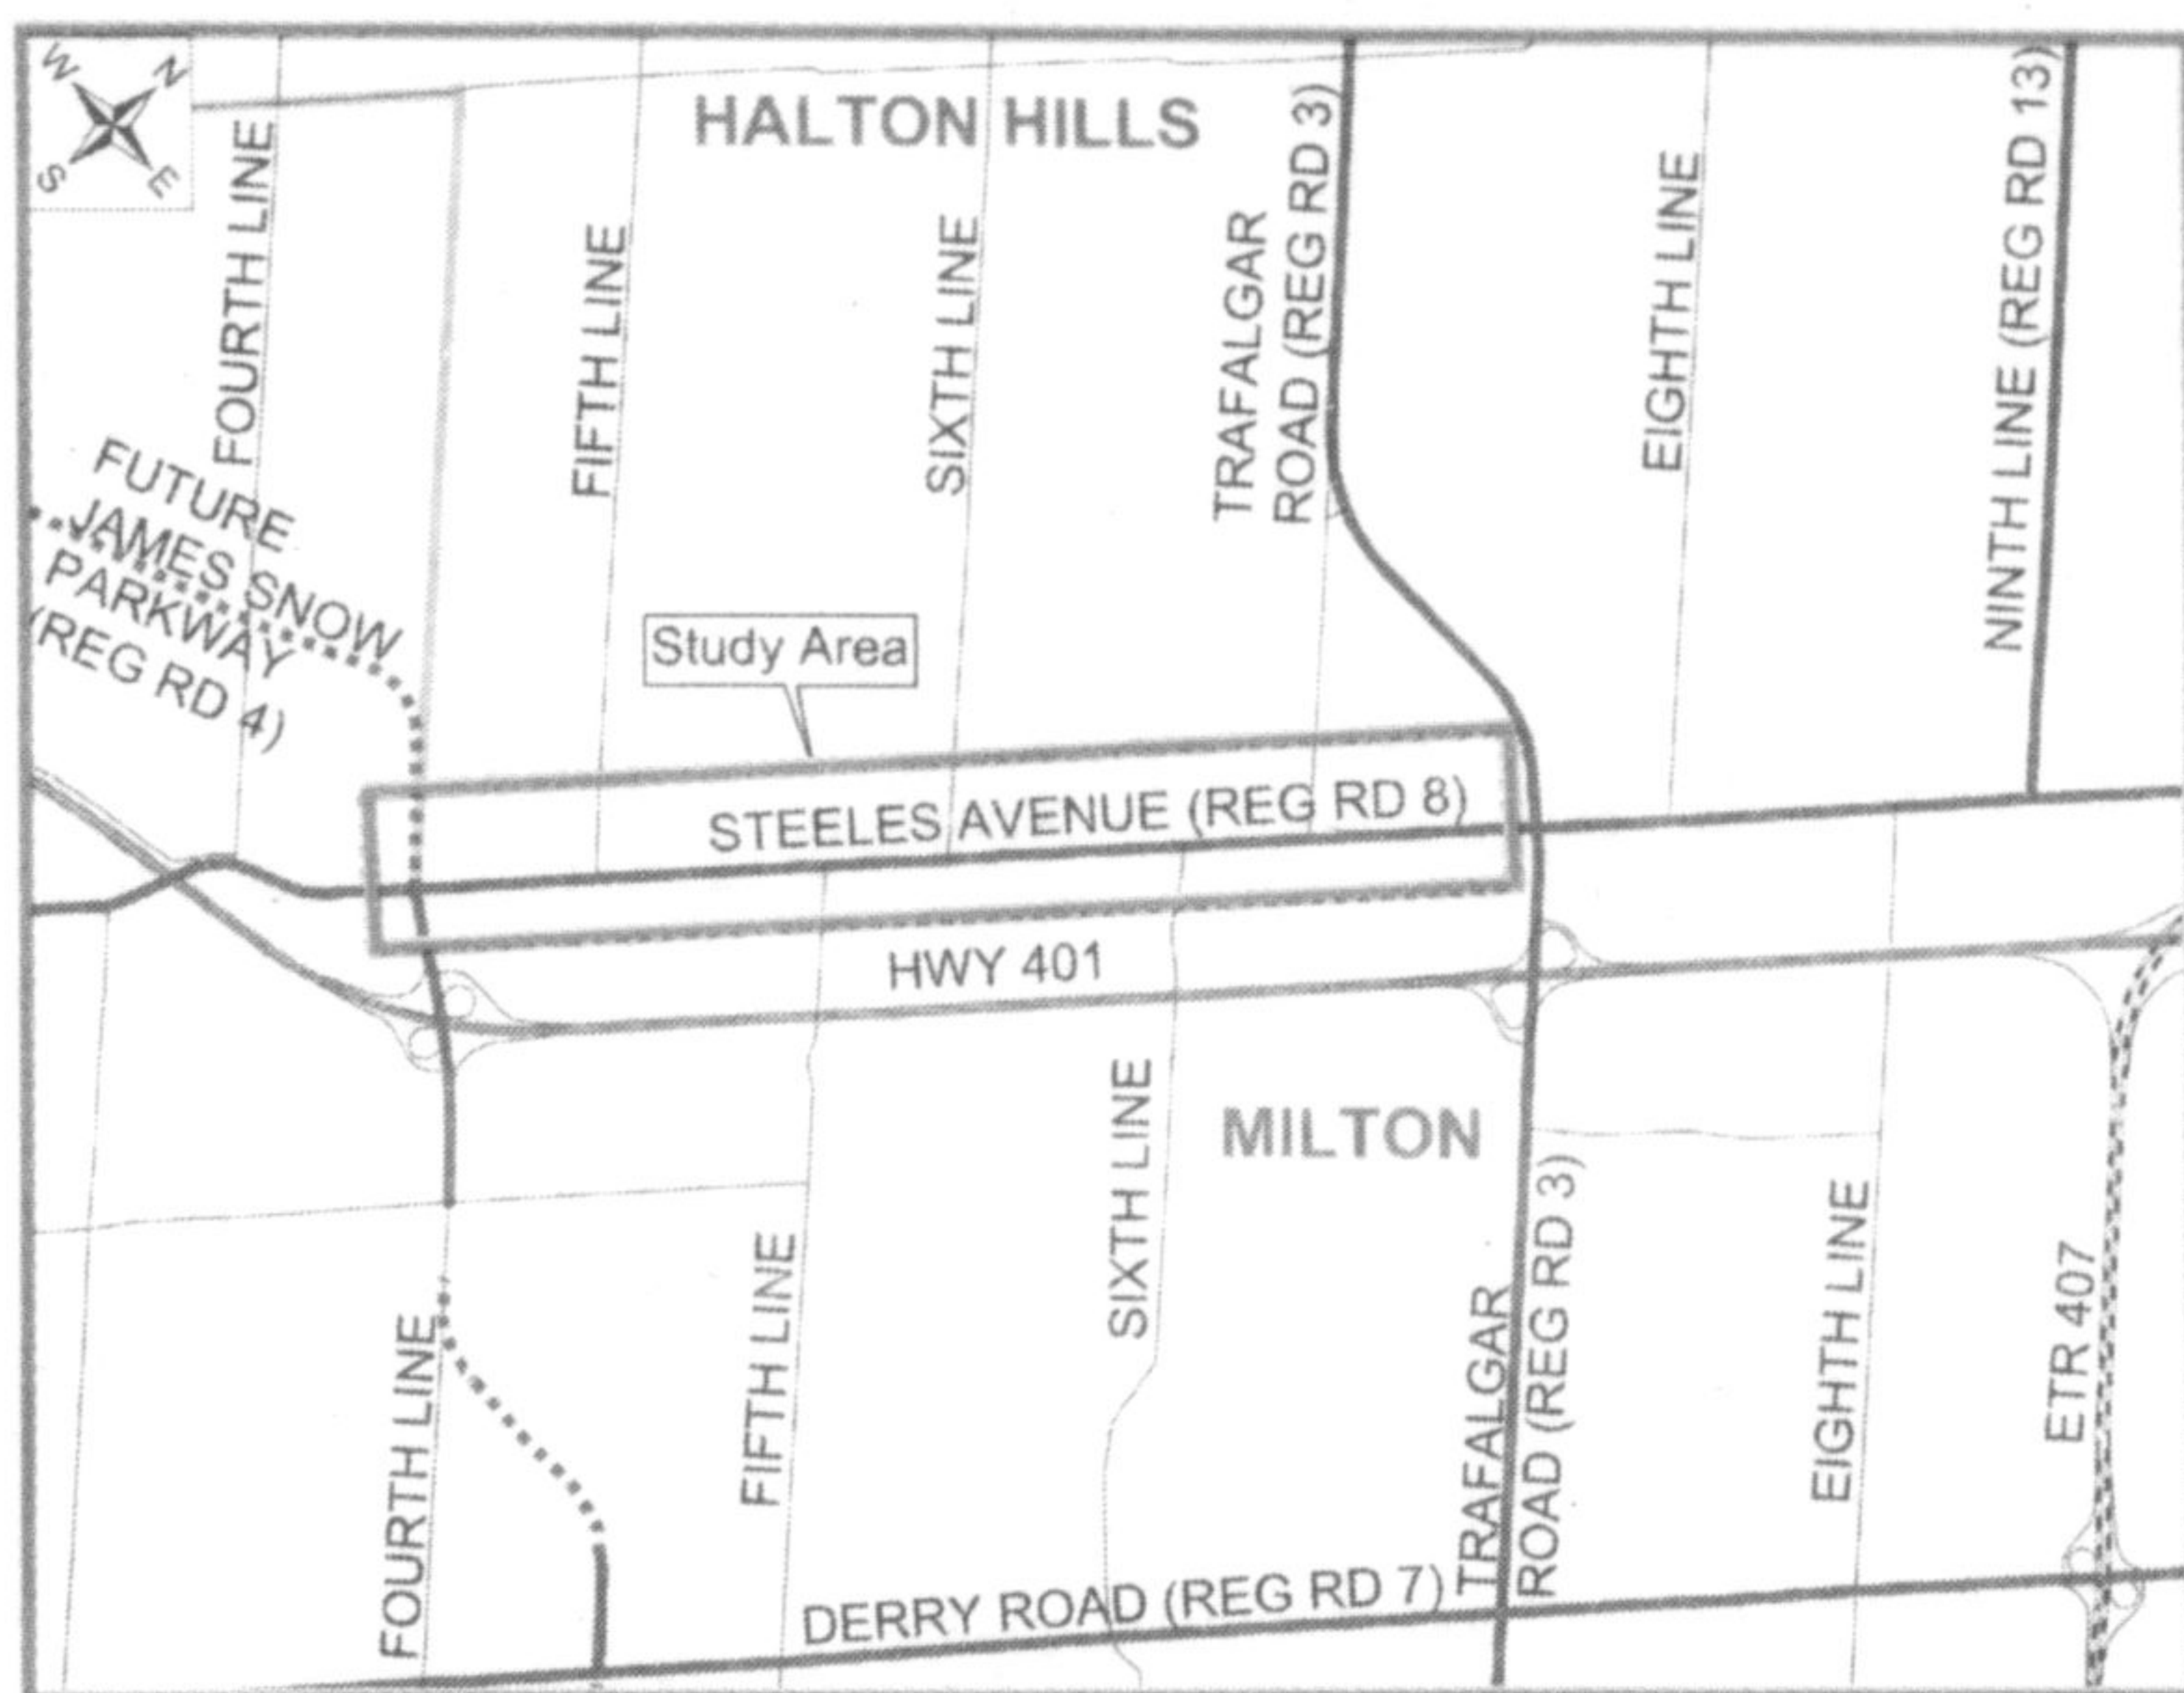 W
N
S
E
HALTON HILLS
FOURTH LINE
FIFTH LINE
SIXTH LINE
TRAFALGAR
ROAD (REG RD 3)
EIGHTH LINE
NINTH LINE (REG RD 13)
FUTURE
JAMES SNOW
PARKWAY
(REG RD 4)
Study Area
STEELES AVENUE (REG RD 8)
HWY 401
MILTON
FOURTH LINE
FIFTH LINE
SIXTH LINE
TRAFALGAR
ROAD (REG RD 3)
EIGHTH LINE
ETR 407
DERRY ROAD (REG RD 7)